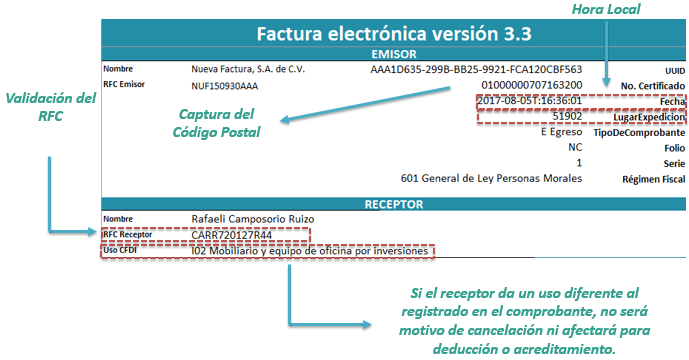 Hora Local
Factura electrónica versión 3.3
EMISOR
Nombre Nueva Factura, S.A. de C.V. AAA1D635-299B-BB25-9921-FCA120CBF563 UUID
RFC Emisor NUF150930AAA 01000000707163200 No. Certificado
2017-08-05T:16:36:01 Fecha
51902 LugarExpedicion
E Egreso TipoDeComprobante
NC Folio
1 Serie
601 General de Ley Personas Morales Régimen Fiscal
Validación del
RFC
Captura del
Código Postal
RECEPTOR
Nombre Rafaeli Camposorio Ruizo
RFC Receptor CARR720127R44
Uso CFDI I02 Mobiliario y equipo de oficina por inversiones
Si el receptor da un uso diferente al
registrado en el comprobante, no será
motivo de cancelación ni afectará para
deducción o acreditamiento.